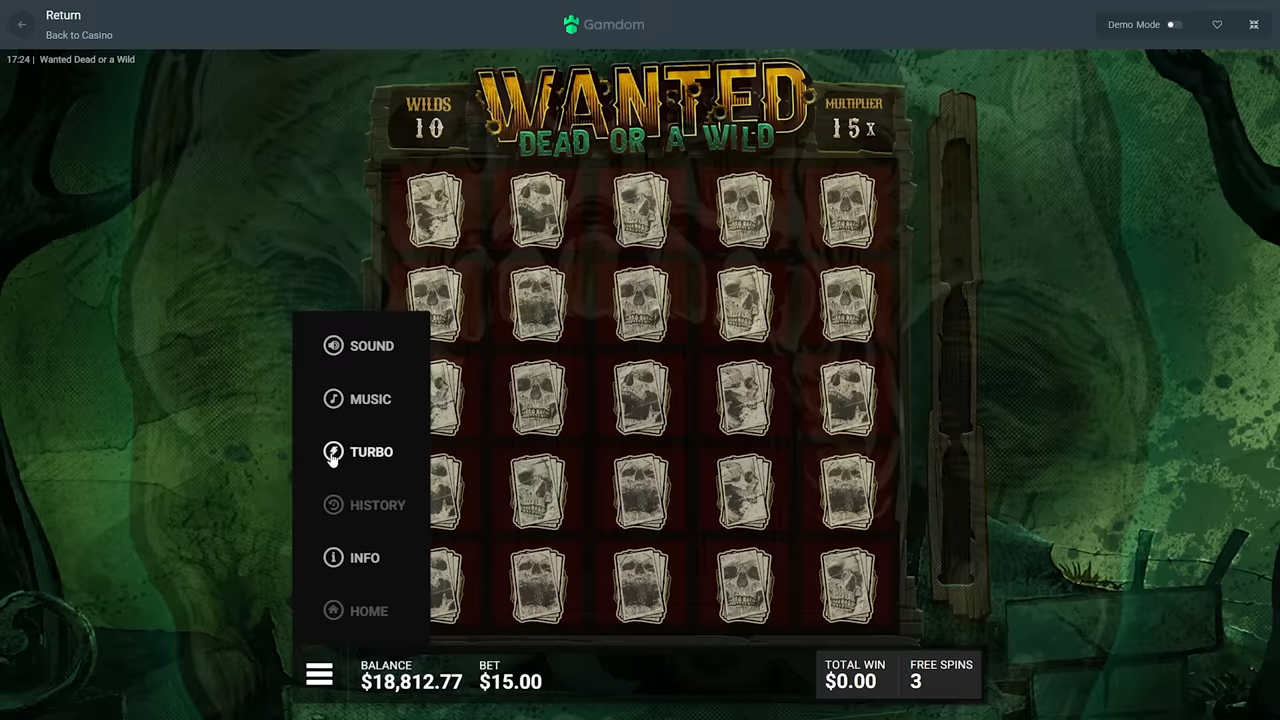 Return
Back to Casino
Gamdom
Demo Mode
17:24 | Wanted Dead or a Wild
WILDS
10
WANTED
DEAD OR A WILD
MULTIPLIER
15x
SOUND
MUSIC
TURBO
HISTORY
INFO
HOME
BALANCE
$18,812.77
BET
$15.00
TOTAL WIN
$0.00
FREE SPINS
3